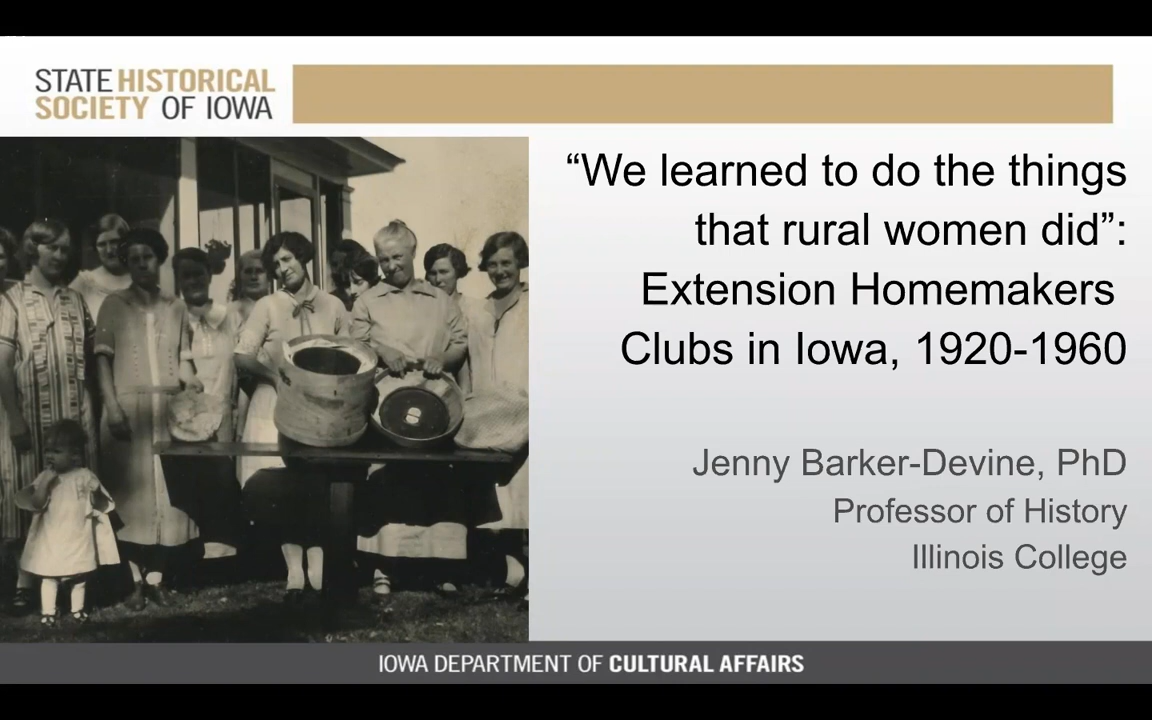 STATE HISTORICAL
SOCIETY OF IOWA
“We learned to do the things
that rural women did”:
Extension Homemakers
Clubs in Iowa, 1920-1960
Jenny Barker-Devine, PhD
Professor of History
Illinois College
IOWA DEPARTMENT OF CULTURAL AFFAIRS